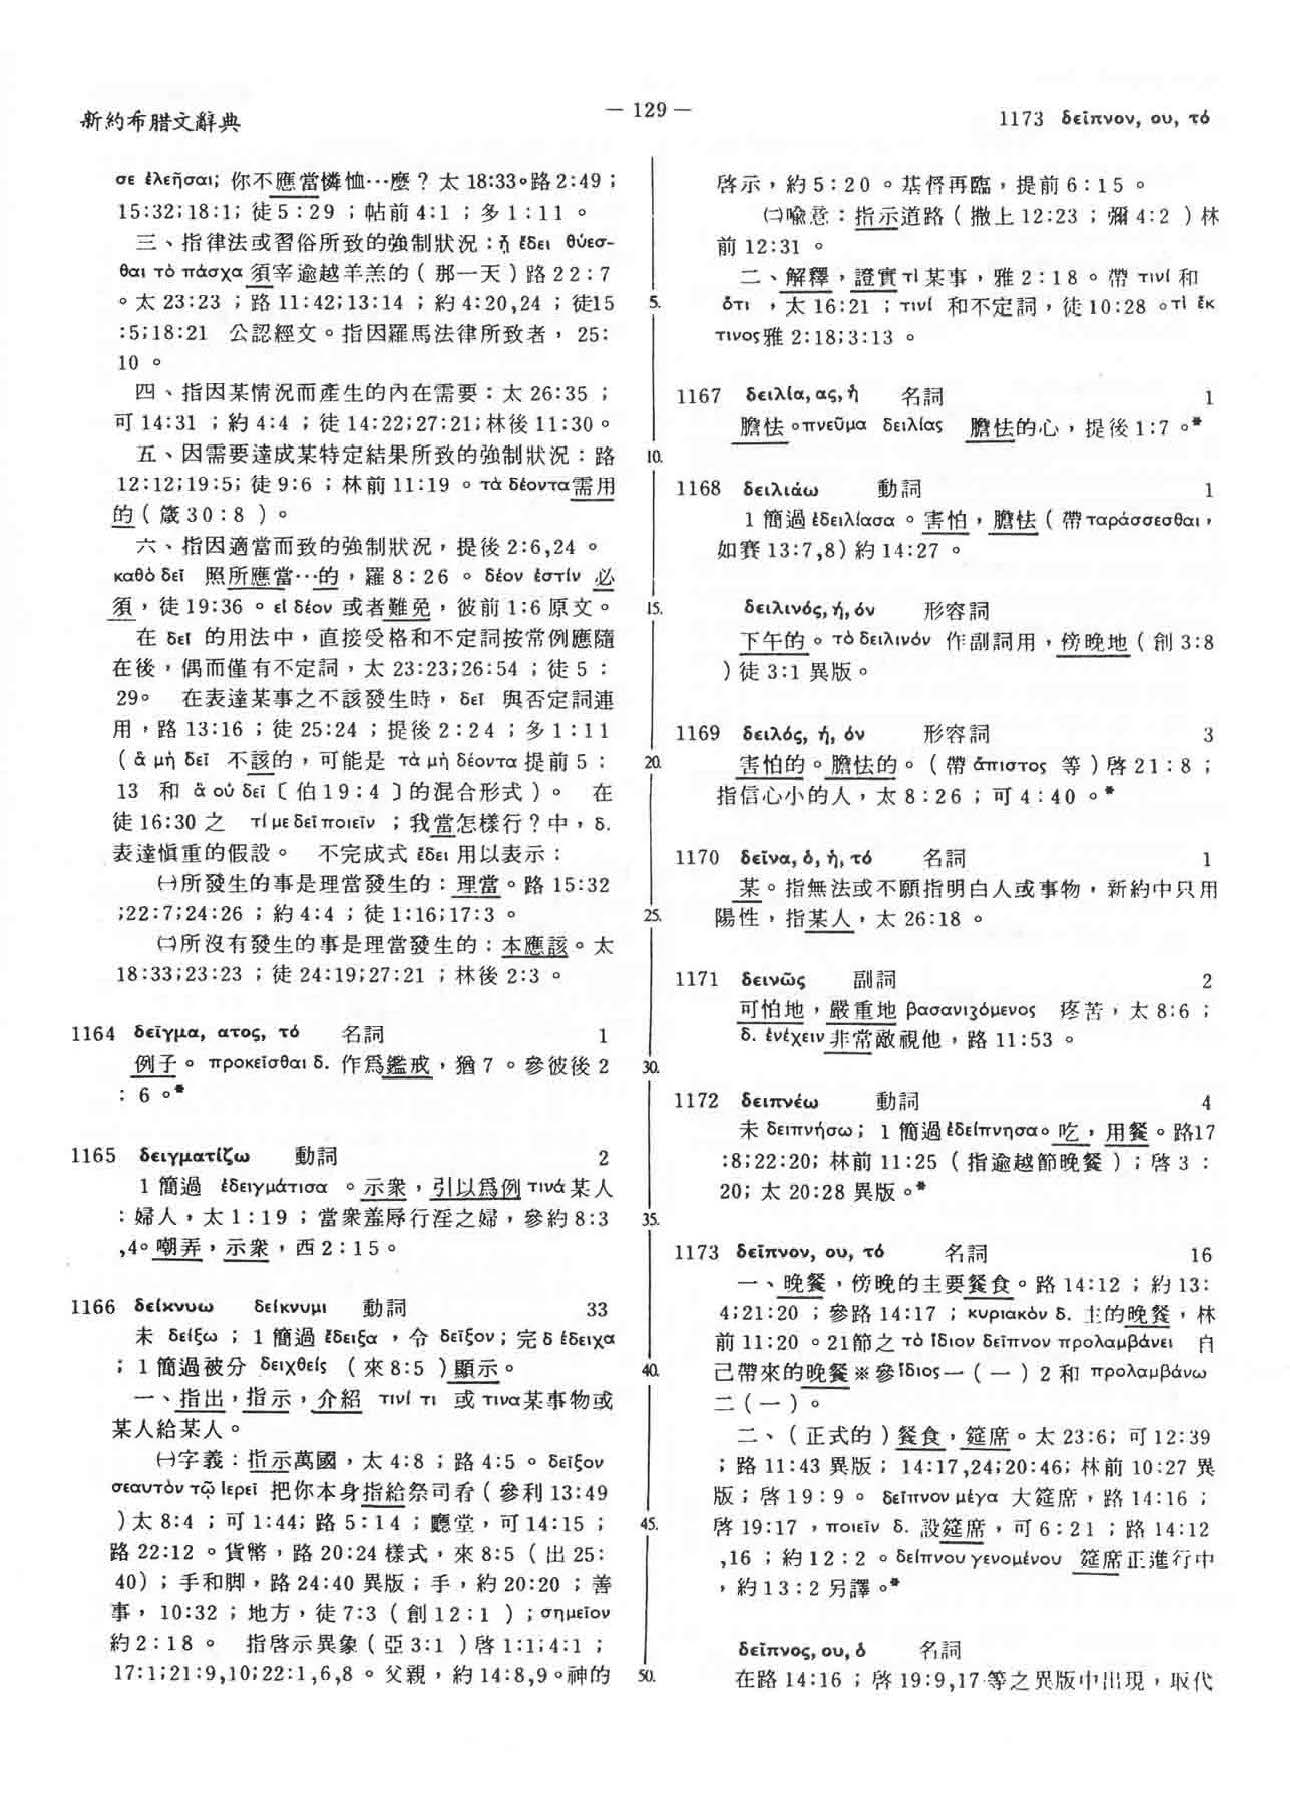 新約希腊文辭典
— 129 —
1173 δεῖπνον, ου, τό
σε ἐλεῆσαι; 你不應當憐恤…麼？太 18:33。路 2:49；
15:32; 18:1; 徒 5:29；帖前 4:1；多 1:11。
三、指律法或習俗所致的強制狀況：ᾗ ἔδει θύεσ-
θαι τὸ πάσχα 須宰逾越羊羔的（那一天）路 22:7
。太 23:23；路 11:42; 13:14；約 4:20,24；徒15
:5; 18:21 公認經文。指因羅馬法律所致者，25:
10。
四、指因某情況而產生的內在需要：太 26:35；
可 14:31；約 4:4；徒 14:22; 27:21; 林後 11:30。
五、因需要達成某特定結果所致的強制狀況：路
12:12; 19:5; 徒 9:6；林前 11:19。τὰ δέοντα需用
的（箴 30:8）。
六、指因適當而致的強制狀況，提後 2:6,24。
καθὸ δεῖ 照所應當…的，羅 8:26。δέον ἐστίν 必
須，徒 19:36。εἰ δέον 或者難免，彼前 1:6 原文。
在 δεῖ 的用法中，直接受格和不定詞按常例應隨
在後，偶而僅有不定詞，太 23:23; 26:54；徒 5:
29。 在表達某事之不該發生時，δεῖ 與否定詞連
用，路 13:16；徒 25:24；提後 2:24；多 1:11
（ἃ μὴ δεῖ 不該的，可能是 τὰ μὴ δέοντα 提前 5:
13 和 ἃ οὐ δεῖ〔伯 19:4〕的混合形式）。 在
徒 16:30 之 τί με δεῖ ποιεῖν；我當怎樣行？中，δ.
表達慎重的假設。 不完成式 ἔδει 用以表示：
㈠所發生的事是理當發生的：理當。路 15:32
; 22:7; 24:26；約 4:4；徒 1:16; 17:3。
㈡所沒有發生的事是理當發生的：本應該。太
18:33; 23:23；徒 24:19; 27:21；林後 2:3。
1164 δεῖγμα, ατος, τό 名詞 1
例子。προκεῖσθαι δ. 作爲鑑戒，猶 7。參彼後 2
:6。*
1165 δειγματίζω 動詞 2
1 簡過 ἐδειγμάτισα。示衆，引以爲例 τινά 某人
：婦人，太 1:19；當衆羞辱行淫之婦，參約 8:3
,4。嘲弄，示衆，西 2:15。
1166 δείκνυω δείκνυμι 動詞 33
未 δείξω；1 簡過 ἔδειξα，令 δεῖξον；完δέδειχα
；1 簡過被分 δειχθείς（來 8:5）顯示。
一、指出，指示，介紹 τινί τι 或 τινα某事物或
某人給某人。
㈠字義：指示萬國，太 4:8；路 4:5。δεῖξον
σεαυτὸν τῷ ἱερεῖ 把你本身指給祭司看（參利 13:49
）太 8:4；可 1:44; 路 5:14；廳堂，可 14:15；
路 22:12。貨幣，路 20:24 樣式，來 8:5（出 25:
40）；手和脚，路 24:40 異版；手，約 20:20；善
事，10:32；地方，徒 7:3（創 12:1）；σημεῖον
約 2:18。 指啓示異象（亞 3:1）啓 1:1; 4:1；
17:1; 21:9,10; 22:1,6,8。父親，約 14:8,9。神的
5.
10.
15.
20.
25.
30.
35.
40.
45.
50.
啓示，約 5:20。基督再臨，提前 6:15。
㈡喩意：指示道路（撒上 12:23；彌 4:2）林
前 12:31。
二、解釋，證實 τὶ 某事，雅 2:18。帶 τινί 和
ὅτι，太 16:21；τινί 和不定詞，徒 10:28。τὶ ἔκ
τινος 雅 2:18; 3:13。
1167 δειλία, ας, ἡ 名詞 1
膽怯。πνεῦμα δειλίας 膽怯的心，提後 1:7。*
1168 δειλιάω 動詞 1
1 簡過 ἐδειλίασα。害怕，膽怯（帶 ταράσσεσθαι，
如賽 13:7,8）約 14:27。
δειλινός, ή, όν 形容詞
下午的。τὸ δειλινόν 作副詞用，傍晚地（創 3:8
）徒 3:1 異版。
1169 δειλός, ή, όν 形容詞 3
害怕的。膽怯的。（帶 ἄπιστος 等）啓 21:8；
指信心小的人，太 8:26；可 4:40。*
1170 δεῖνα, ὁ, ἡ, τό 名詞 1
某。指無法或不願指明白人或事物，新約中只用
陽性，指某人，太 26:18。
1171 δεινῶς 副詞 2
可怕地，嚴重地 βασανιζόμενος 疼苦，太 8:6；
δ. ἐνέχειν 非常敵視他，路 11:53。
1172 δειπνέω 動詞 4
未 δειπνήσω；1 簡過 ἐδείπνησα。吃，用餐。路17
:8; 22:20; 林前 11:25（指逾越節晚餐）；啓 3:
20; 太 20:28 異版。*
1173 δεῖπνον, ου, τό 名詞 16
一、晚餐，傍晚的主要餐食。路 14:12；約 13:
4; 21:20；參路 14:17；κυριακὸν δ. 主的晚餐，林
前 11:20。21節之 τὸ ἴδιον δεῖπνον προλαμβάνει 自
己帶來的晚餐※參 ἴδιος 一（一）2 和 προλαμβάνω
二（一）。
二、（正式的）餐食，筵席。太 23:6; 可 12:39
；路 11:43 異版；14:17,24; 20:46; 林前 10:27 異
版；啓 19:9。δεῖπνον μέγα 大筵席，路 14:16；
啓 19:17，ποιεῖν δ. 設筵席，可 6:21；路 14:12
,16；約 12:2。δείπνου γενομένου 筵席正進行中
，約 13:2 另譯。*
δεῖπνος, ου, ὁ 名詞
在路 14:16；啓 19:9,17 等之異版中出現，取代